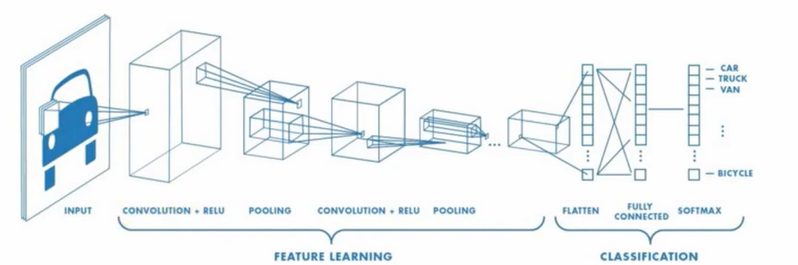 CAR
TRUCK
VAN
BICYCLE
INPUT
CONVOLUTION + RELU
POOLING
CONVOLUTION + RELU
POOLING
FLATTEN
FULLY
CONNECTED
SOFTMAX
FEATURE LEARNING
CLASSIFICATION